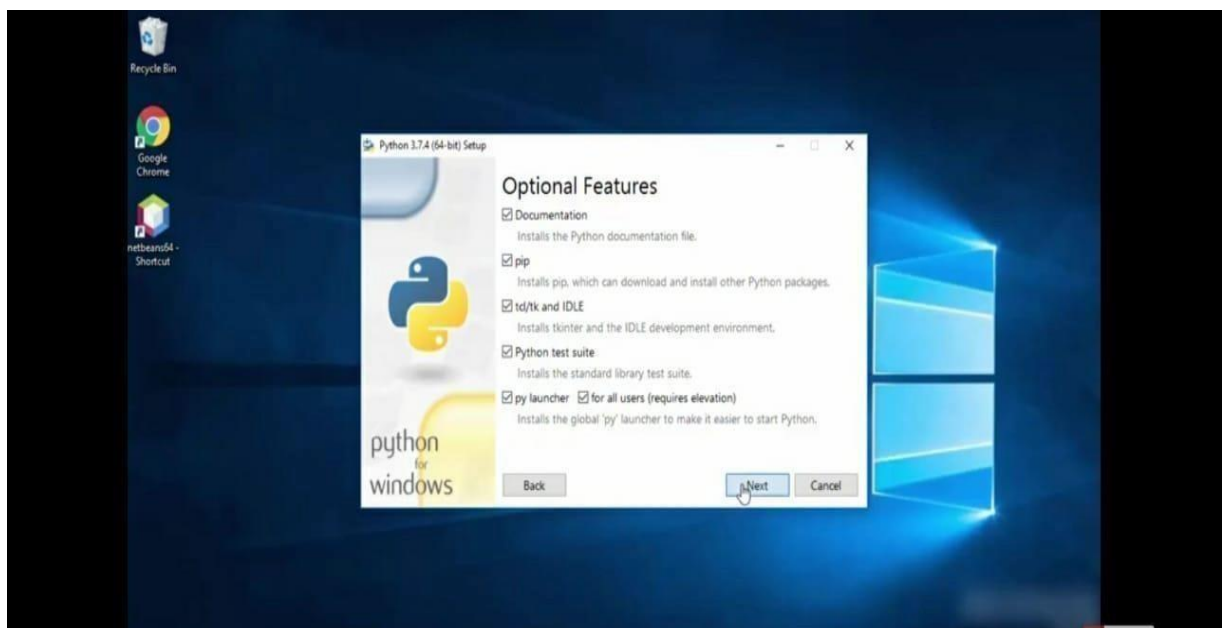 Recycle Bin
Google
Chrome
netbeans64 -
Shortcut
Python 3.7.4 (64-bit) Setup
Optional Features
Documentation
Installs the Python documentation file.
pip
Installs pip, which can download and install other Python packages.
tcl/tk and IDLE
Installs tkinter and the IDLE development environment.
Python test suite
Installs the standard library test suite.
py launcher for all users (requires elevation)
Installs the global 'py' launcher to make it easier to start Python.
python
for
windows
Back Next Cancel